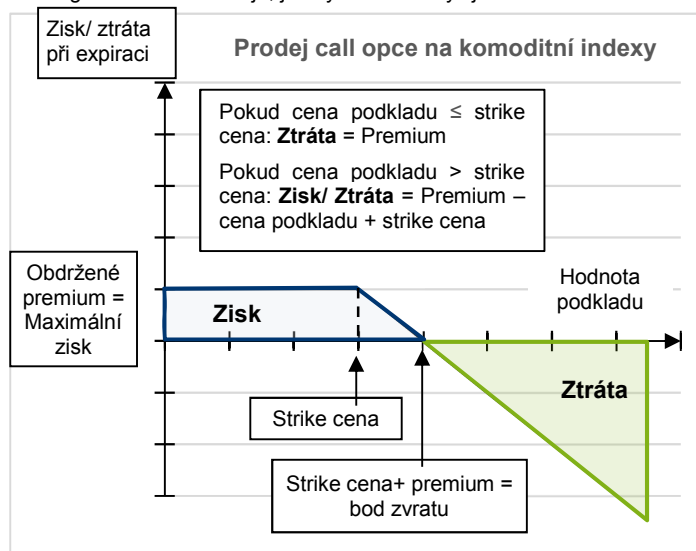 Zisk/ ztráta
při expiraci
Prodej call opce na komoditní indexy
Pokud cena podkladu ≤ strike
cena: Ztráta = Premium
Pokud cena podkladu > strike
cena: Zisk/ Ztráta = Premium –
cena podkladu + strike cena
Obdržené
premium =
Maximální
zisk
Zisk
Hodnota
podkladu
Ztráta
Strike cena
Strike cena+ premium =
bod zvratu